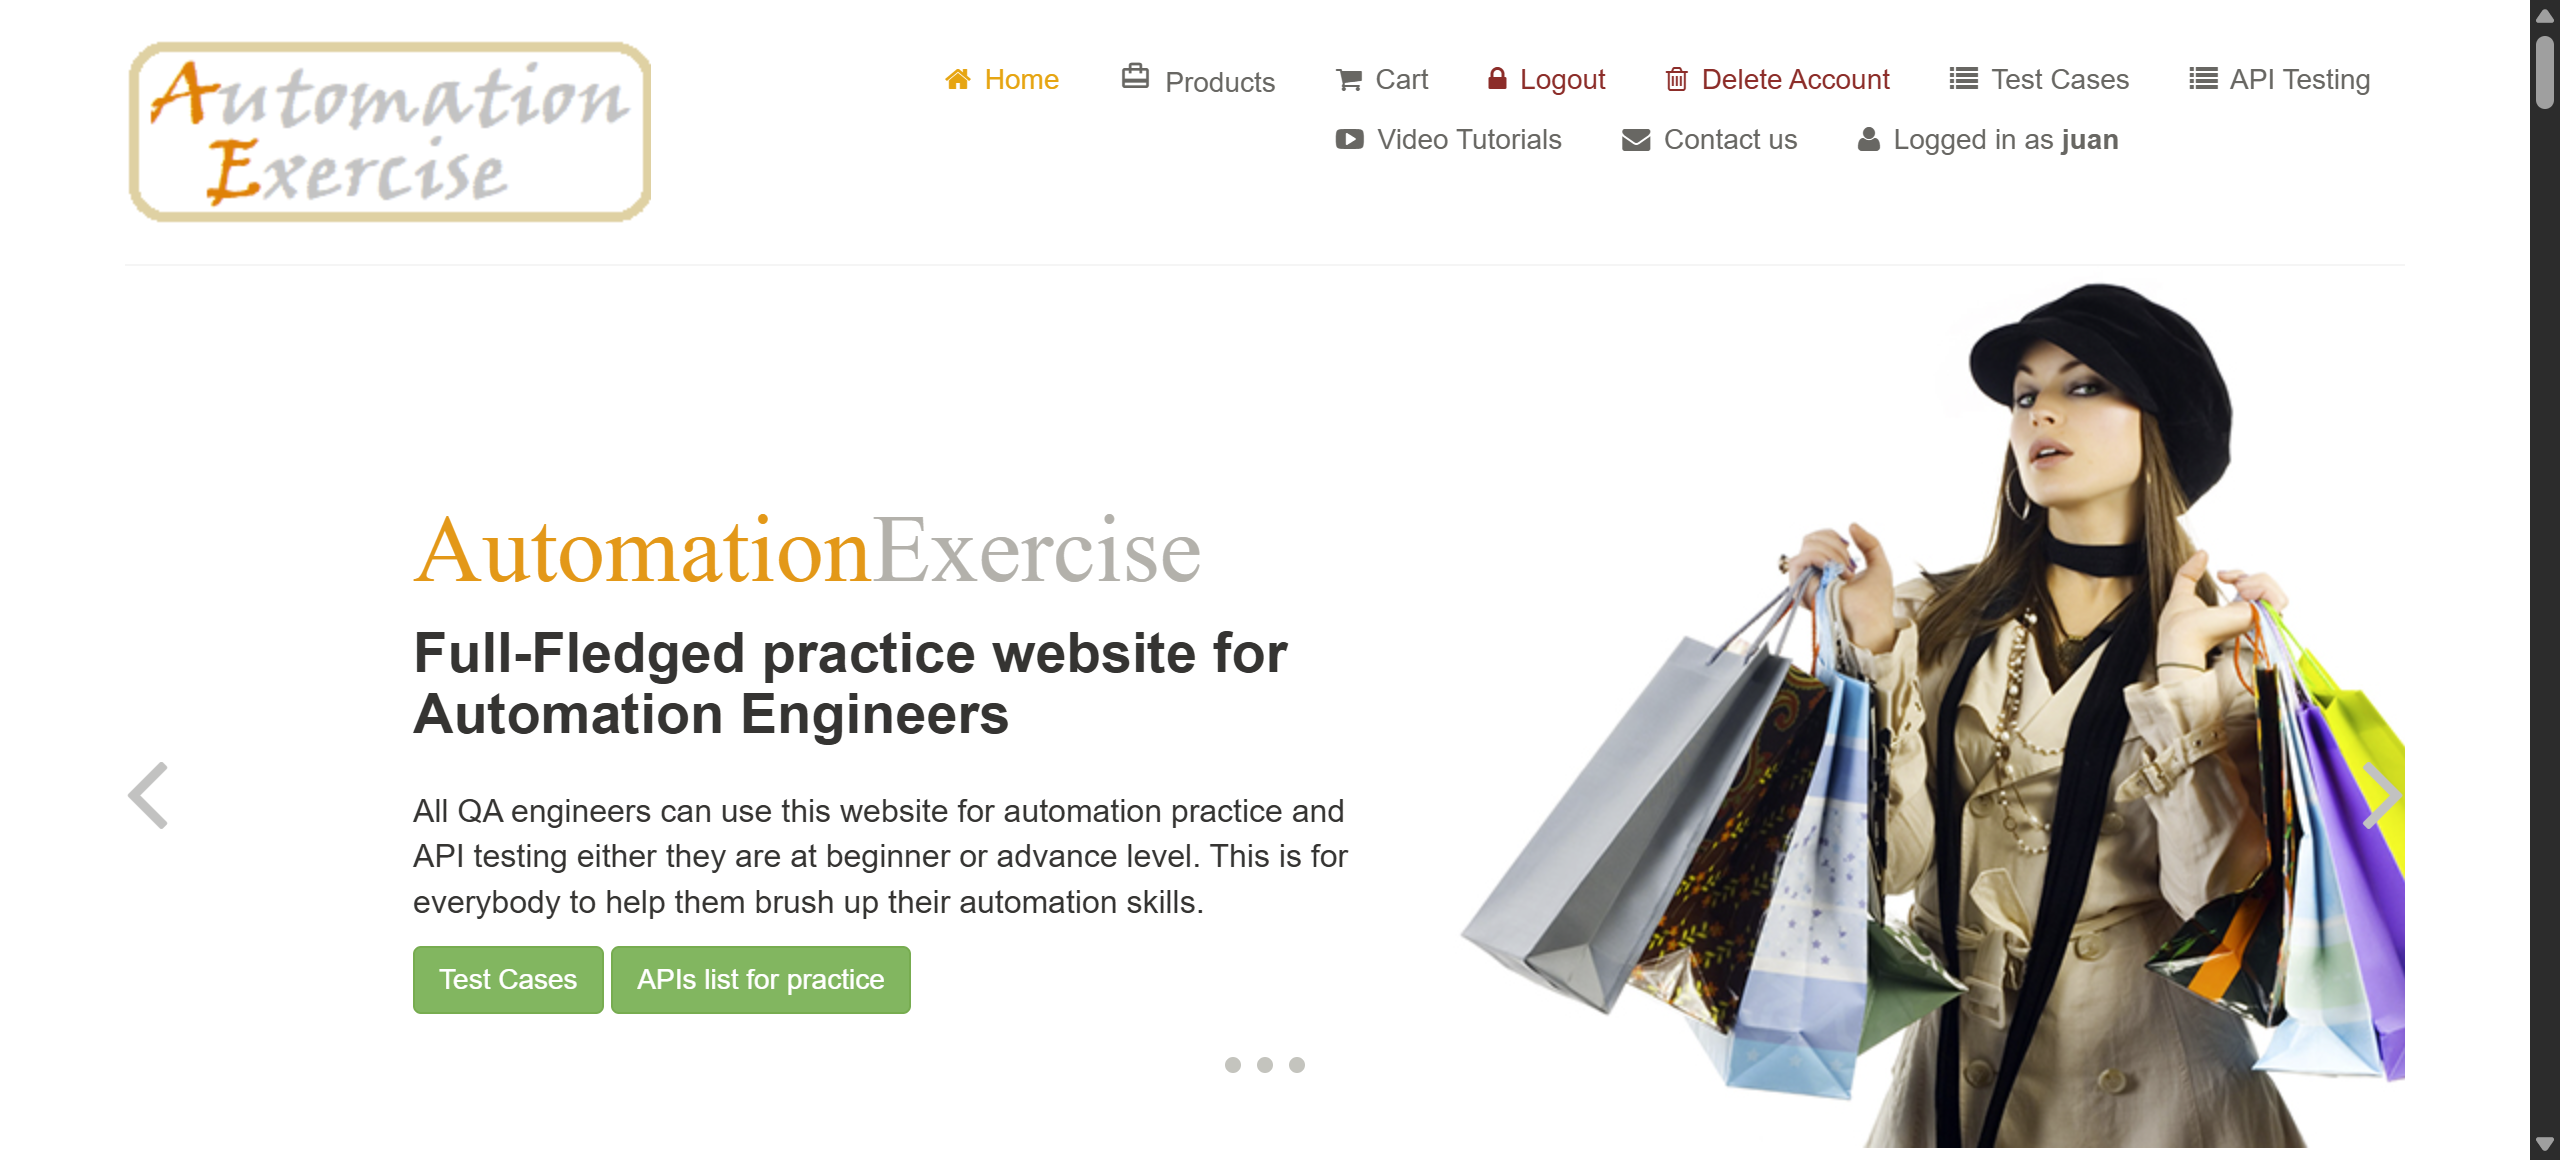 Automation
Exercise
Home Products Cart Logout Delete Account Test Cases API Testing
Video Tutorials Contact us Logged in as juan
AutomationExercise
Full-Fledged practice website for
Automation Engineers
All QA engineers can use this website for automation practice and
API testing either they are at beginner or advance level. This is for
everybody to help them brush up their automation skills.
Test Cases APIs list for practice